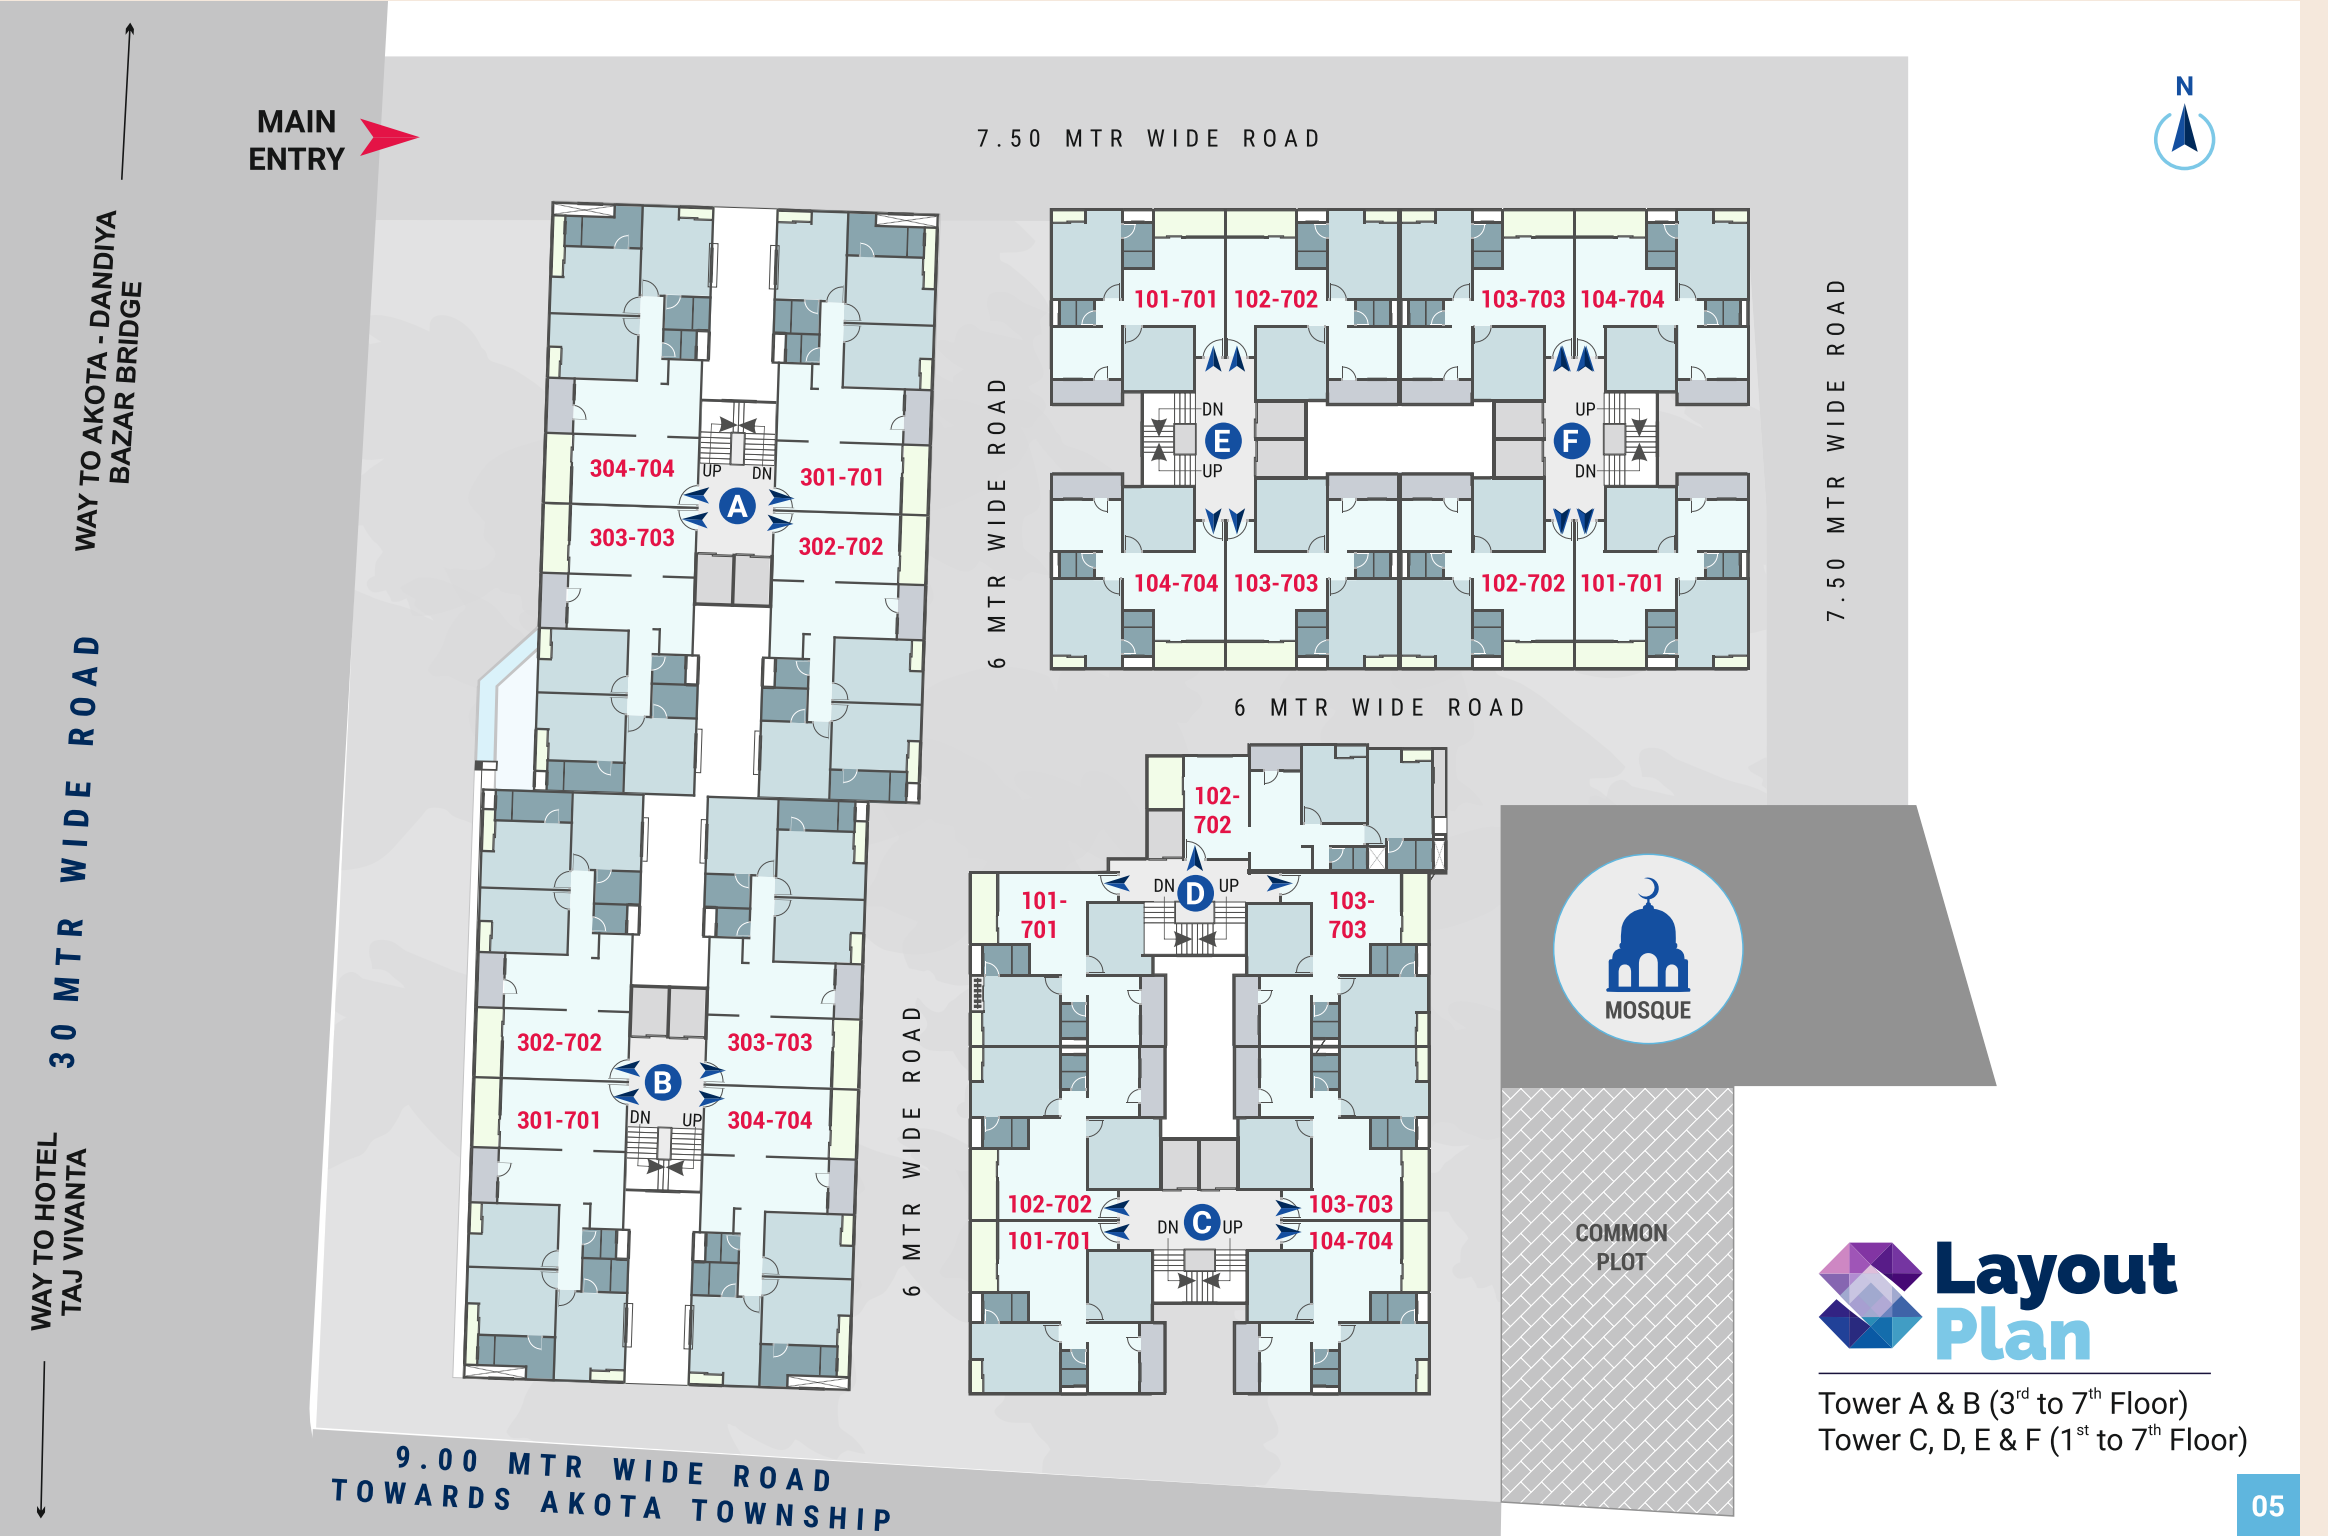 MAIN
ENTRY
7.50 MTR WIDE ROAD
N
WAY TO AKOTA - DANDIYA
BAZAR BRIDGE
30 MTR WIDE ROAD
WAY TO HOTEL
TAJ VIVANTA
304-704
301-701
UP
DN
A
303-703
302-702
302-702
303-703
B
301-701
304-704
DN
UP
6 MTR WIDE ROAD
101-701
102-702
103-703
104-704
DN
E
UP
UP
F
DN
104-704
103-703
102-702
101-701
7.50 MTR WIDE ROAD
6 MTR WIDE ROAD
102-
702
DN
D
UP
101-
701
103-
703
6 MTR WIDE ROAD
102-702
103-703
DN
C
UP
101-701
104-704
MOSQUE
COMMON
PLOT
9.00 MTR WIDE ROAD
TOWARDS AKOTA TOWNSHIP
Layout
Plan
Tower A & B (3rd to 7th Floor)
Tower C, D, E & F (1st to 7th Floor)
05